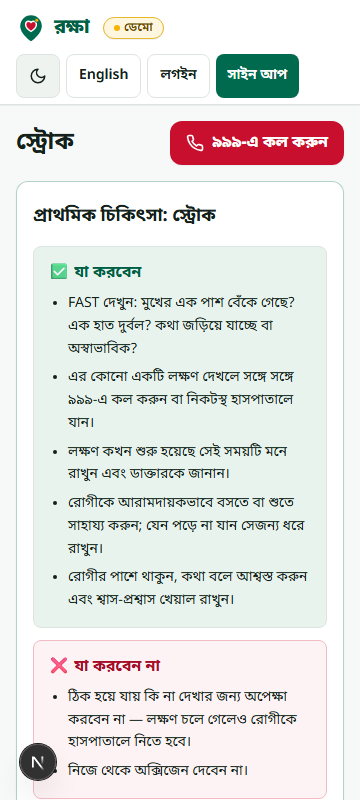 রক্ষা
ডেমো
English
লগইন
সাইন আপ
স্ট্রোক
৯৯৯-এ কল করুন
প্রাথমিক চিকিৎসা: স্ট্রোক
✅ যা করবেন
• FAST দেখুন: মুখের এক পাশ বেঁকে গেছে?
এক হাত দুর্বল? কথা জড়িয়ে যাচ্ছে বা
অস্বাভাবিক?
• এর কোনো একটি লক্ষণ দেখলে সঙ্গে সঙ্গে
৯৯৯-এ কল করুন বা নিকটস্থ হাসপাতালে
যান।
• লক্ষণ কখন শুরু হয়েছে সেই সময়টি মনে
রাখুন এবং ডাক্তারকে জানান।
• রোগীকে আরামদায়কভাবে বসতে বা শুতে
সাহায্য করুন; যেন পড়ে না যান সেজন্য ধরে
রাখুন।
• রোগীর পাশে থাকুন, কথা বলে আশ্বস্ত করুন
এবং শ্বাস-প্রশ্বাস খেয়াল রাখুন।
❌ যা করবেন না
• ঠিক হয়ে যায় কি না দেখার জন্য অপেক্ষা
করবেন না — লক্ষণ চলে গেলেও রোগীকে
হাসপাতালে নিতে হবে।
• নিজে থেকে অক্সিজেন দেবেন না।
N